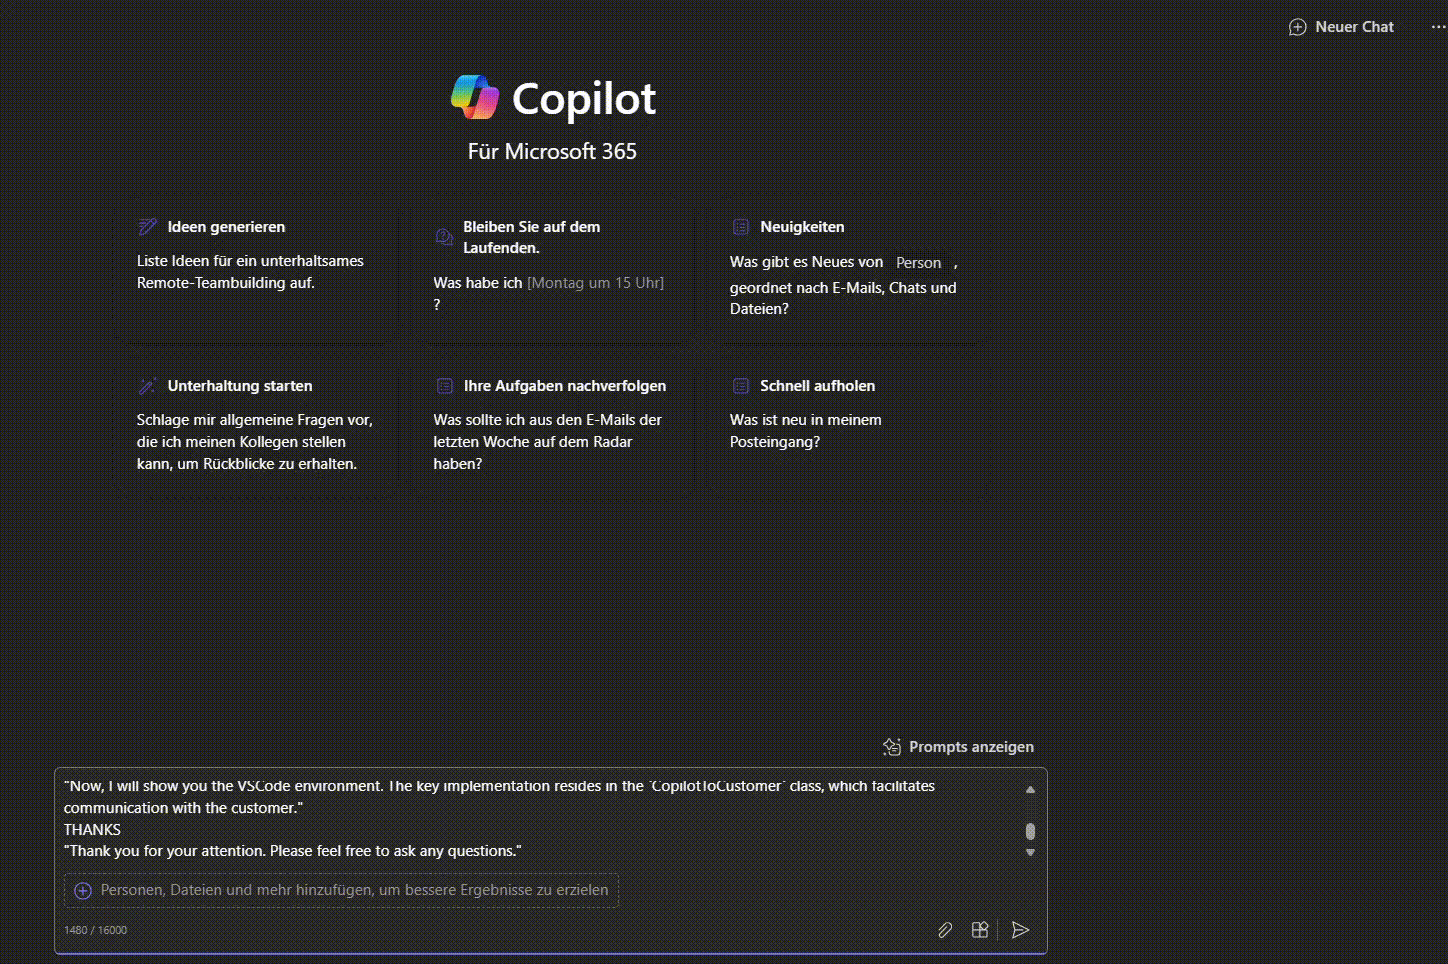 Neuer Chat
Copilot
Für Microsoft 365
Ideen generieren
Liste Ideen für ein unterhaltsames
Remote-Teambuilding auf.
Bleiben Sie auf dem
Laufenden.
Was habe ich [Montag um 15 Uhr]
?
Neuigkeiten
Was gibt es Neues von Person ,
geordnet nach E-Mails, Chats und
Dateien?
Unterhaltung starten
Schlage mir allgemeine Fragen vor,
die ich meinen Kollegen stellen
kann, um Rückblicke zu erhalten.
Ihre Aufgaben nachverfolgen
Was sollte ich aus den E-Mails der
letzten Woche auf dem Radar
haben?
Schnell aufholen
Was ist neu in meinem
Posteingang?
Prompts anzeigen
"Now, I will show you the VSCode environment. The key implementation resides in the `CopilotToCustomer` class, which facilitates
communication with the customer."
THANKS
"Thank you for your attention. Please feel free to ask any questions."
Personen, Dateien und mehr hinzufügen, um bessere Ergebnisse zu erzielen
1480 / 16000